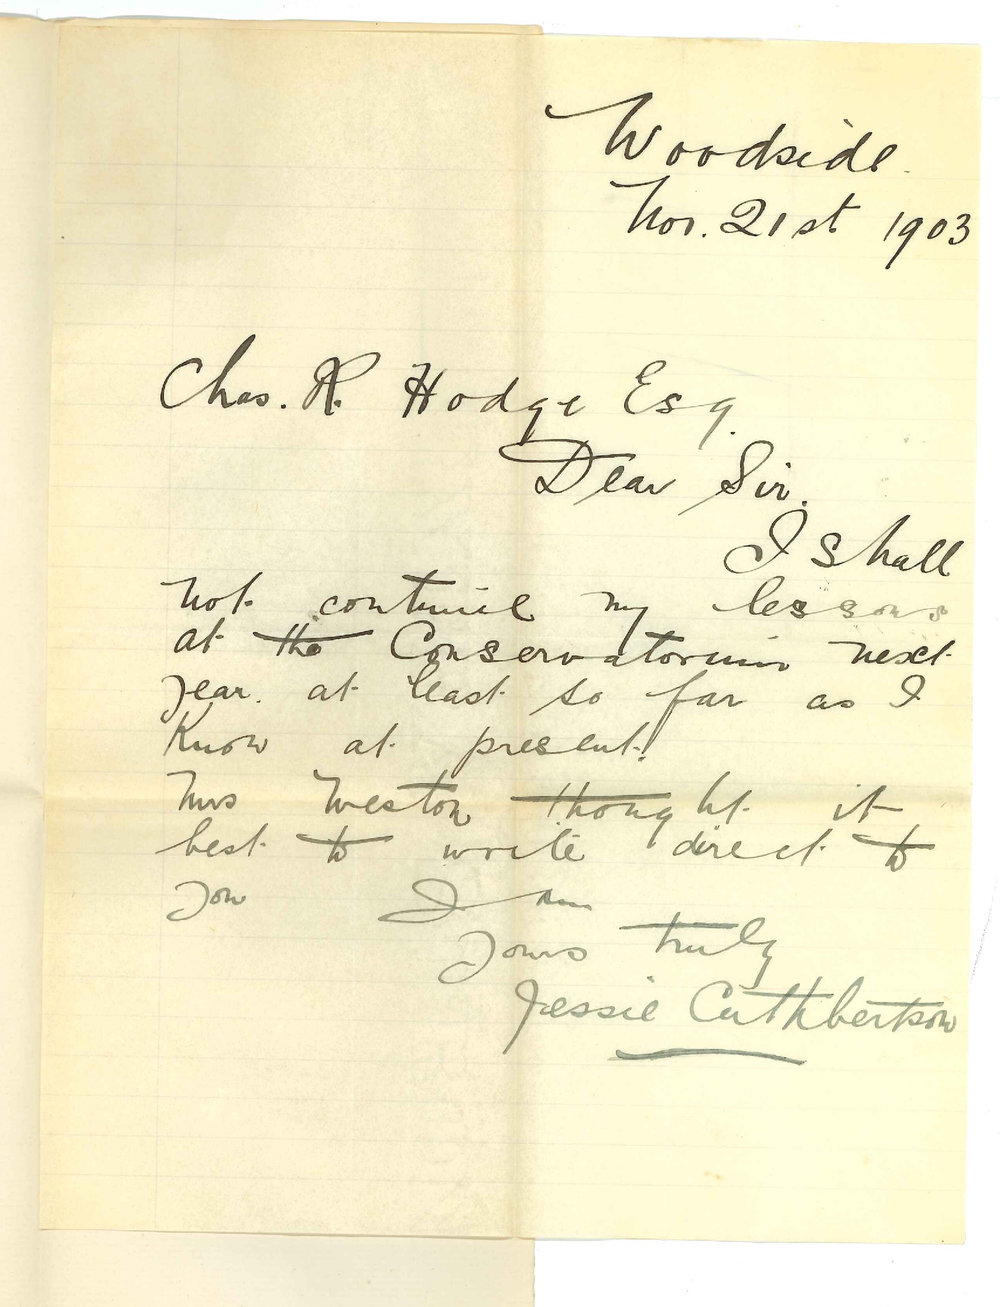 Woodside.
Nov. 21st 1903
Chas. R. Hodge Esq.
Dear Sir.
I shall
not continue my lessons
at the Conservatorium next
year. at least so far as I
know at present.
Mrs Weston thought it
best to write direct to
you I am
Yours truly
Jessie Cuthbertson